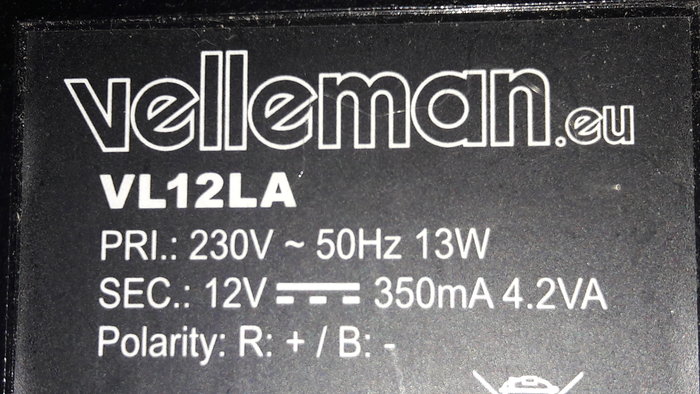 velleman.eu
VL12LA
PRI.: 230V ~ 50Hz 13W
SEC.: 12V ⎓ 350mA 4.2VA
Polarity: R: + / B: -